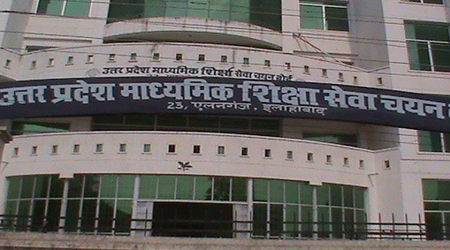 उत्तर प्रदेश माध्यमिक शिक्षा सेवा चयन बोर्ड
उत्तर प्रदेश माध्यमिक शिक्षा सेवा चयन
23, एलनगंज, इलाहाबाद